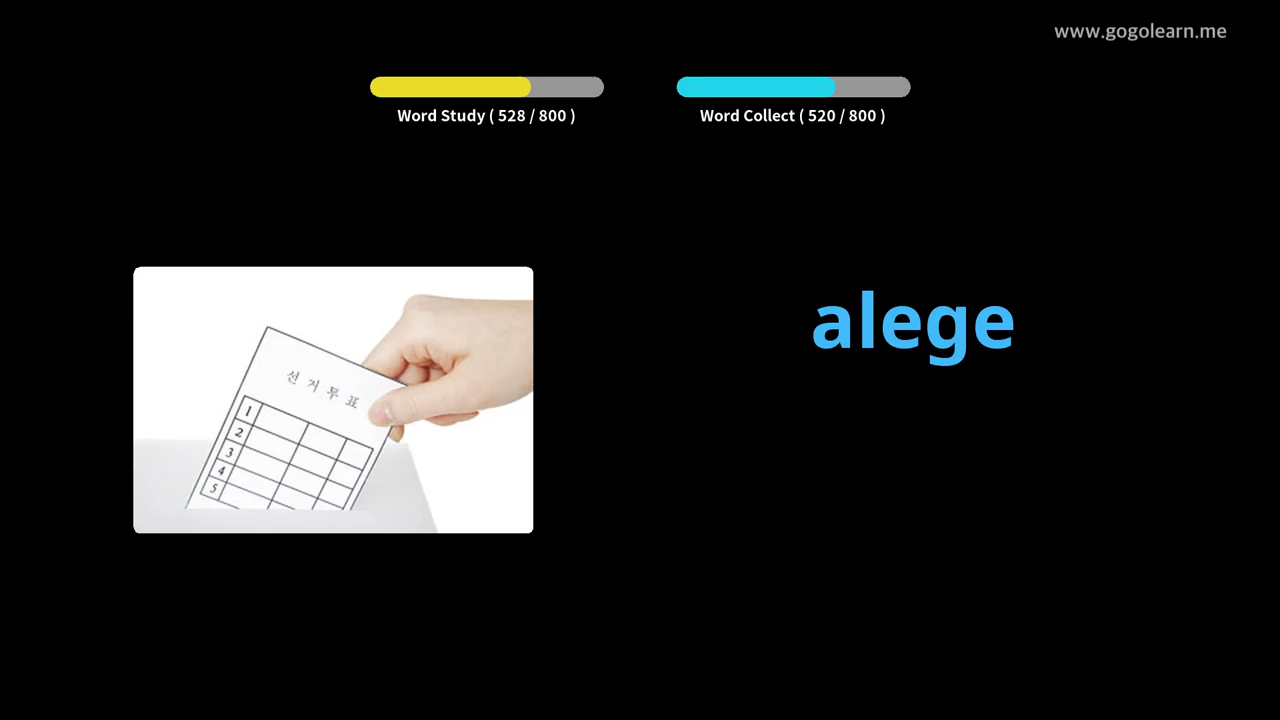 www.gogolearn.me
Word Study ( 528 / 800 )
Word Collect ( 520 / 800 )
alege
선거투표
1
2
3
4
5